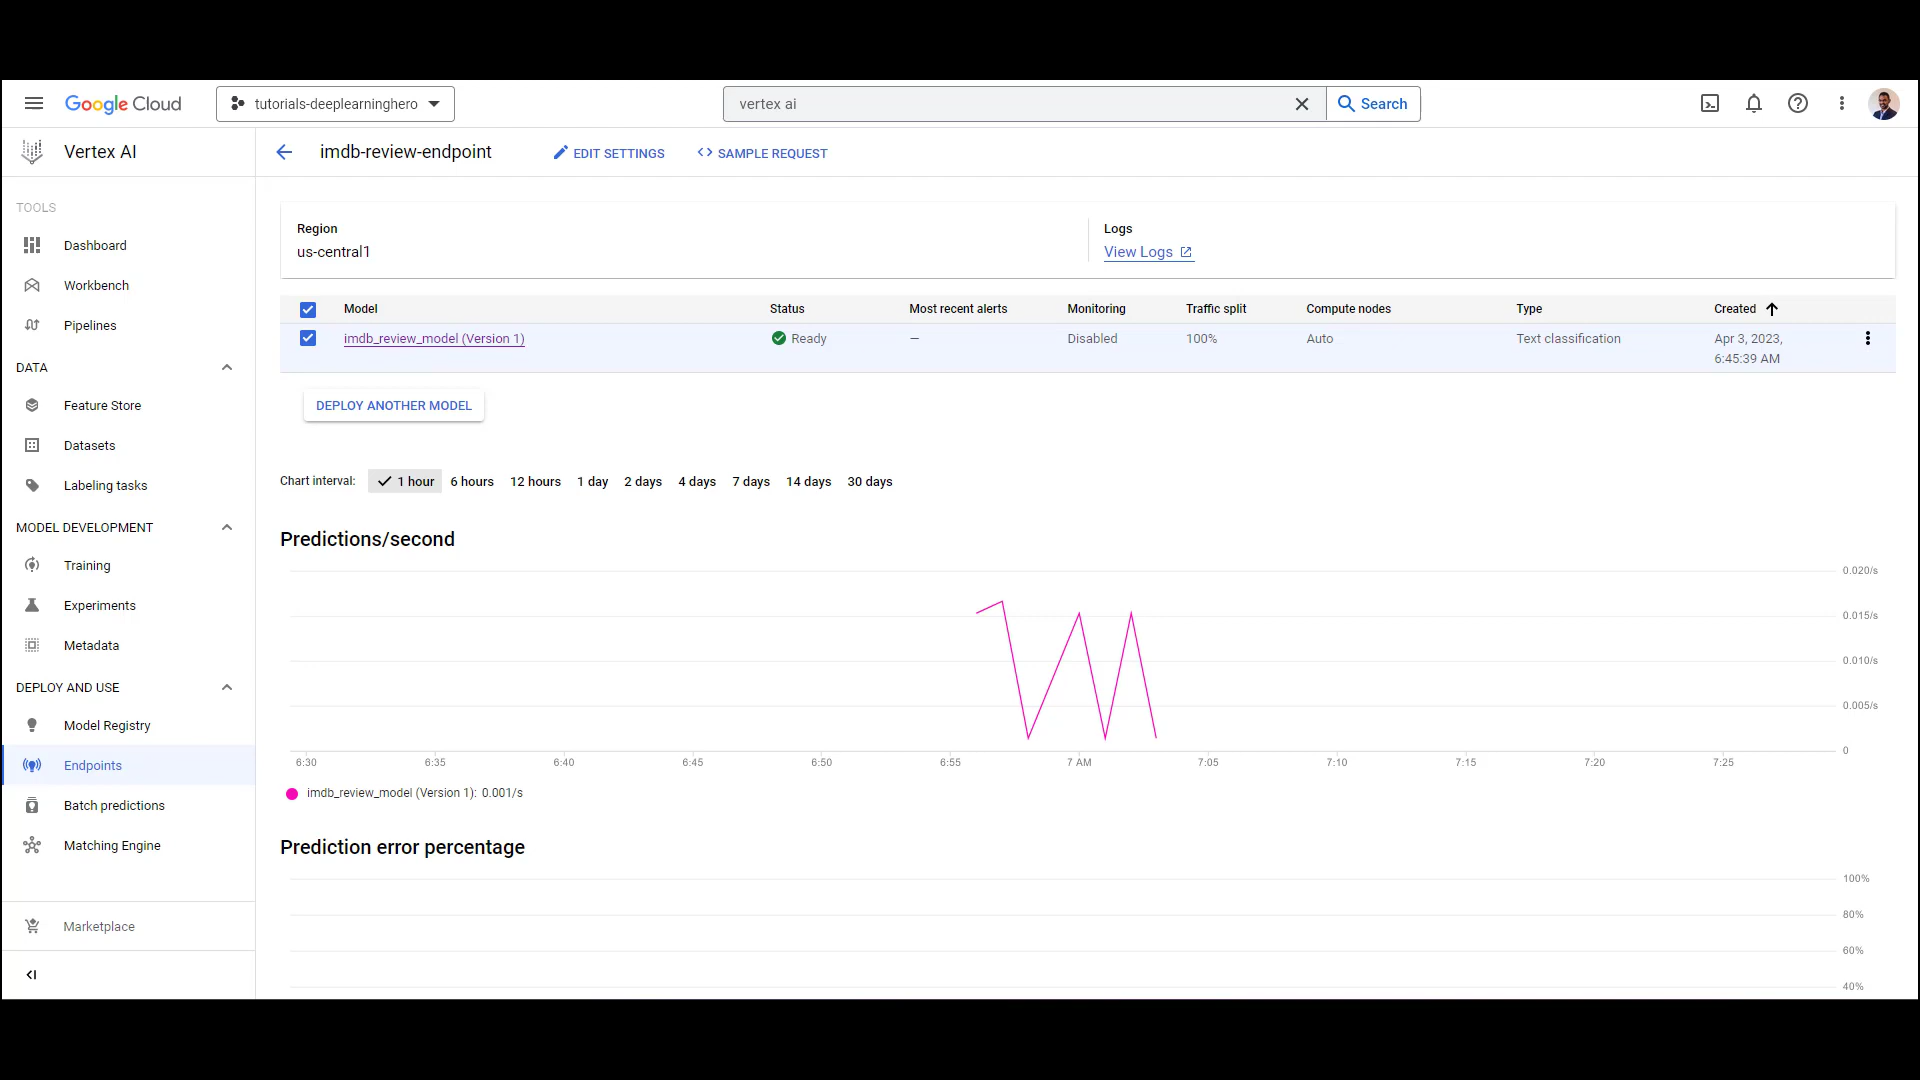 Google Cloud
tutorials-deeplearninghero
vertex ai
Search
Vertex AI
imdb-review-endpoint
EDIT SETTINGS
SAMPLE REQUEST
TOOLS
Dashboard
Workbench
Pipelines
DATA
Feature Store
Datasets
Labeling tasks
MODEL DEVELOPMENT
Training
Experiments
Metadata
DEPLOY AND USE
Model Registry
Endpoints
Batch predictions
Matching Engine
Marketplace
Region
us-central1
Logs
View Logs
Model Status Most recent alerts Monitoring Traffic split Compute nodes Type Created
imdb_review_model (Version 1) Ready — Disabled 100% Auto Text classification Apr 3, 2023,
6:45:39 AM
DEPLOY ANOTHER MODEL
Chart interval: 1 hour 6 hours 12 hours 1 day 2 days 4 days 7 days 14 days 30 days
Predictions/second
0.020/s
0.015/s
0.010/s
0.005/s
0
6:30 6:35 6:40 6:45 6:50 6:55 7 AM 7:05 7:10 7:15 7:20 7:25
imdb_review_model (Version 1): 0.001/s
Prediction error percentage
100%
80%
60%
40%